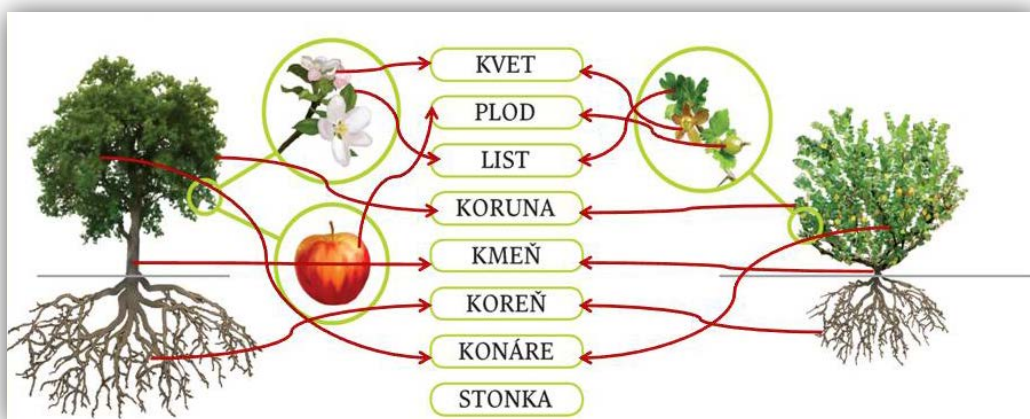 KVET
PLOD
LIST
KORUNA
KMEŇ
KOREŇ
KONÁRE
STONKA